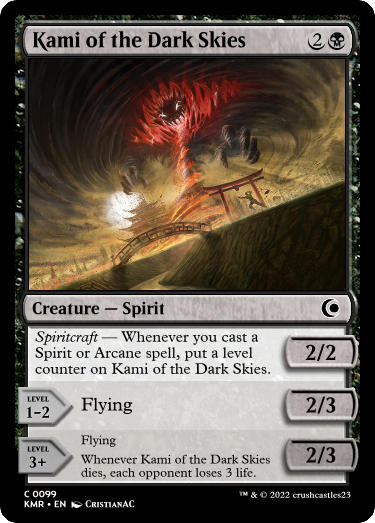 Kami of the Dark Skies 2
Creature — Spirit
Spiritcraft — Whenever you cast a
Spirit or Arcane spell, put a level
counter on Kami of the Dark Skies.
2/2
LEVEL
1-2
Flying
2/3
LEVEL
3+
Flying
Whenever Kami of the Dark Skies
dies, each opponent loses 3 life.
2/3
C 0099
KMR • EN CristianAC
™ & © 2022 crushcastles23